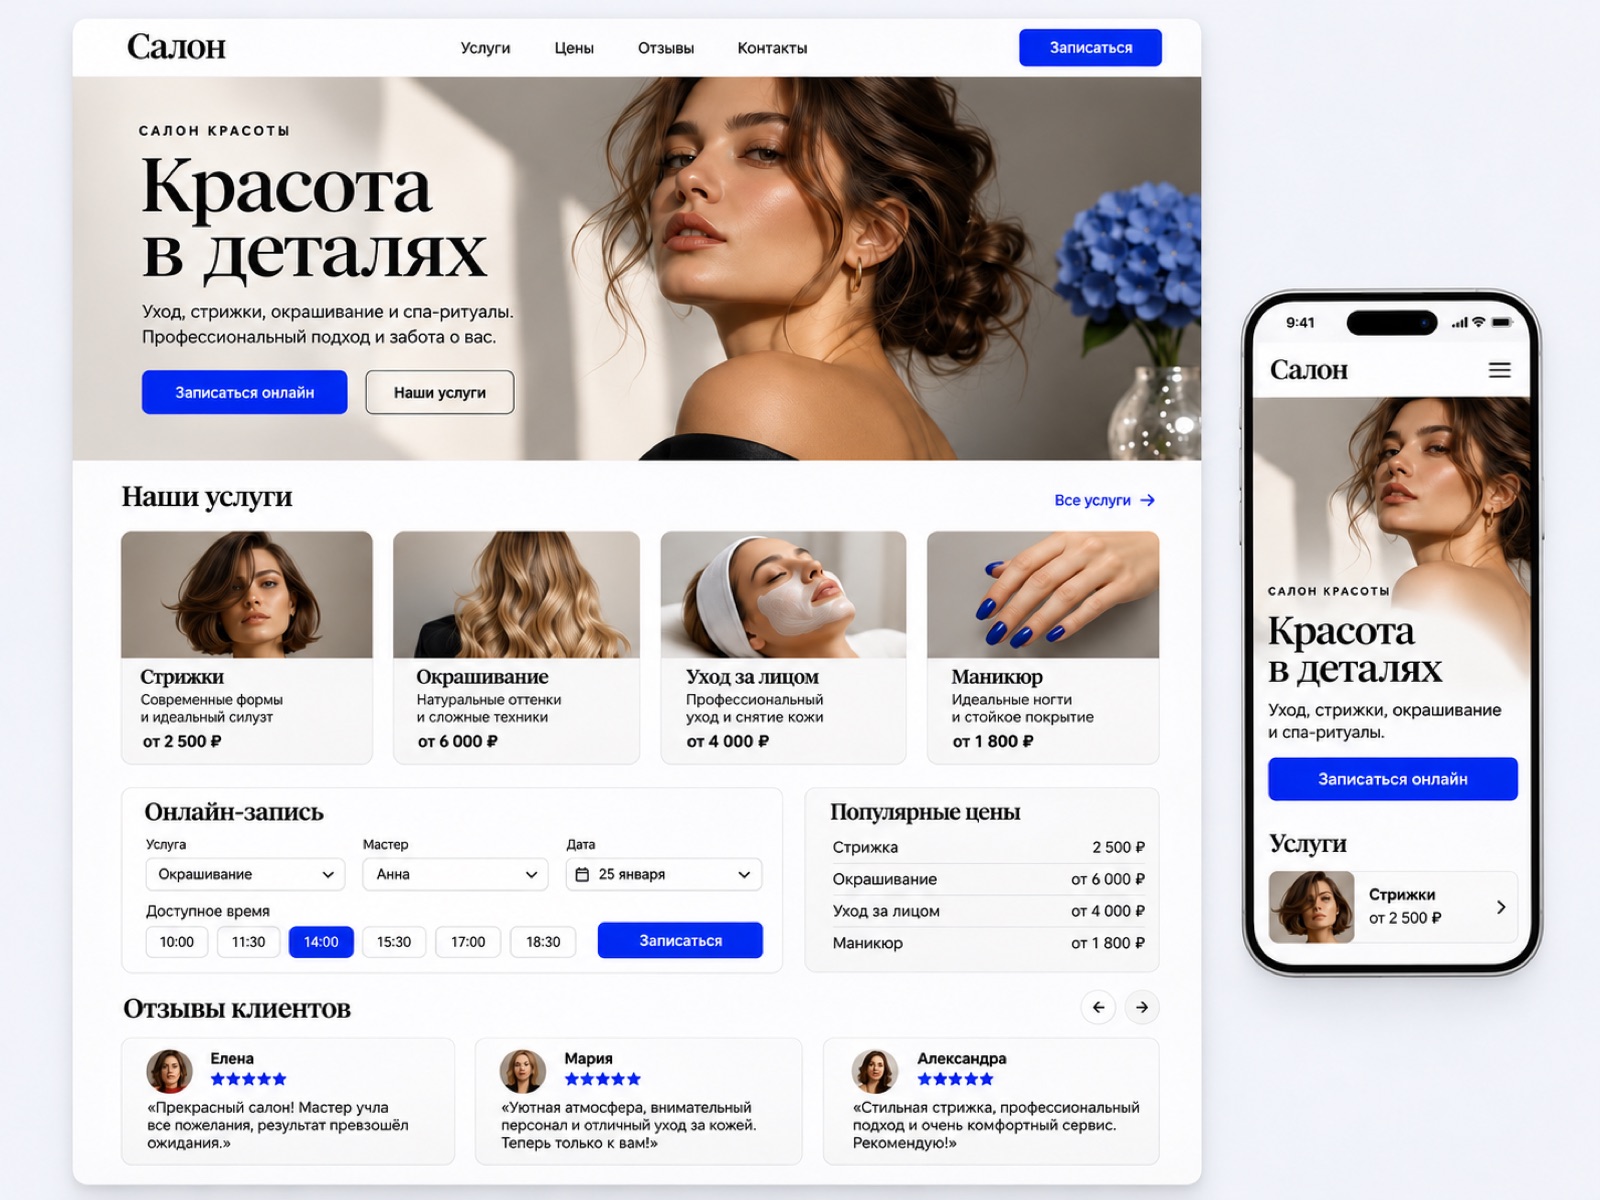 Салон
Услуги
Цены
Отзывы
Контакты
Записаться
САЛОН КРАСОТЫ
Красота
в деталях
Уход, стрижки, окрашивание и спа-ритуалы.
Профессиональный подход и забота о вас.
Записаться онлайн
Наши услуги
Наши услуги
Все услуги →
Стрижки
Современные формы
и идеальный силуэт
от 2 500 ₽
Окрашивание
Натуральные оттенки
и сложные техники
от 6 000 ₽
Уход за лицом
Профессиональный
уход и снятие кожи
от 4 000 ₽
Маникюр
Идеальные ногти
и стойкое покрытие
от 1 800 ₽
Онлайн-запись
Услуга
Окрашивание
Мастер
Анна
Дата
25 января
Доступное время
10:00
11:30
14:00
15:30
17:00
18:30
Записаться
Популярные цены
Стрижка 2 500 ₽
Окрашивание от 6 000 ₽
Уход за лицом от 4 000 ₽
Маникюр от 1 800 ₽
Отзывы клиентов
Елена
«Прекрасный салон! Мастер учла
все пожелания, результат превзошёл
ожидания.»
Мария
«Уютная атмосфера, внимательный
персонал и отличный уход за кожей.
Теперь только к вам!»
Александра
«Стильная стрижка, профессиональный
подход и очень комфортный сервис.
Рекомендую!»
9:41
Салон
САЛОН КРАСОТЫ
Красота
в деталях
Уход, стрижки, окрашивание
и спа-ритуалы.
Записаться онлайн
Услуги
Стрижки
от 2 500 ₽